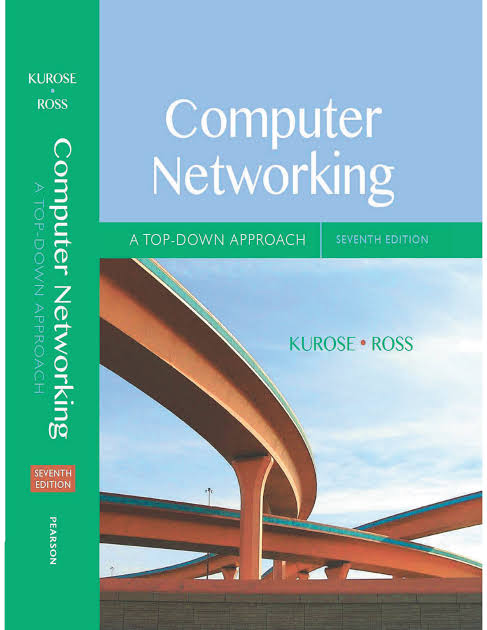 KUROSE
•
ROSS
Computer Networking
A TOP-DOWN APPROACH
SEVENTH
EDITION
PEARSON
Computer
Networking
A TOP-DOWN APPROACH
SEVENTH EDITION
KUROSE • ROSS